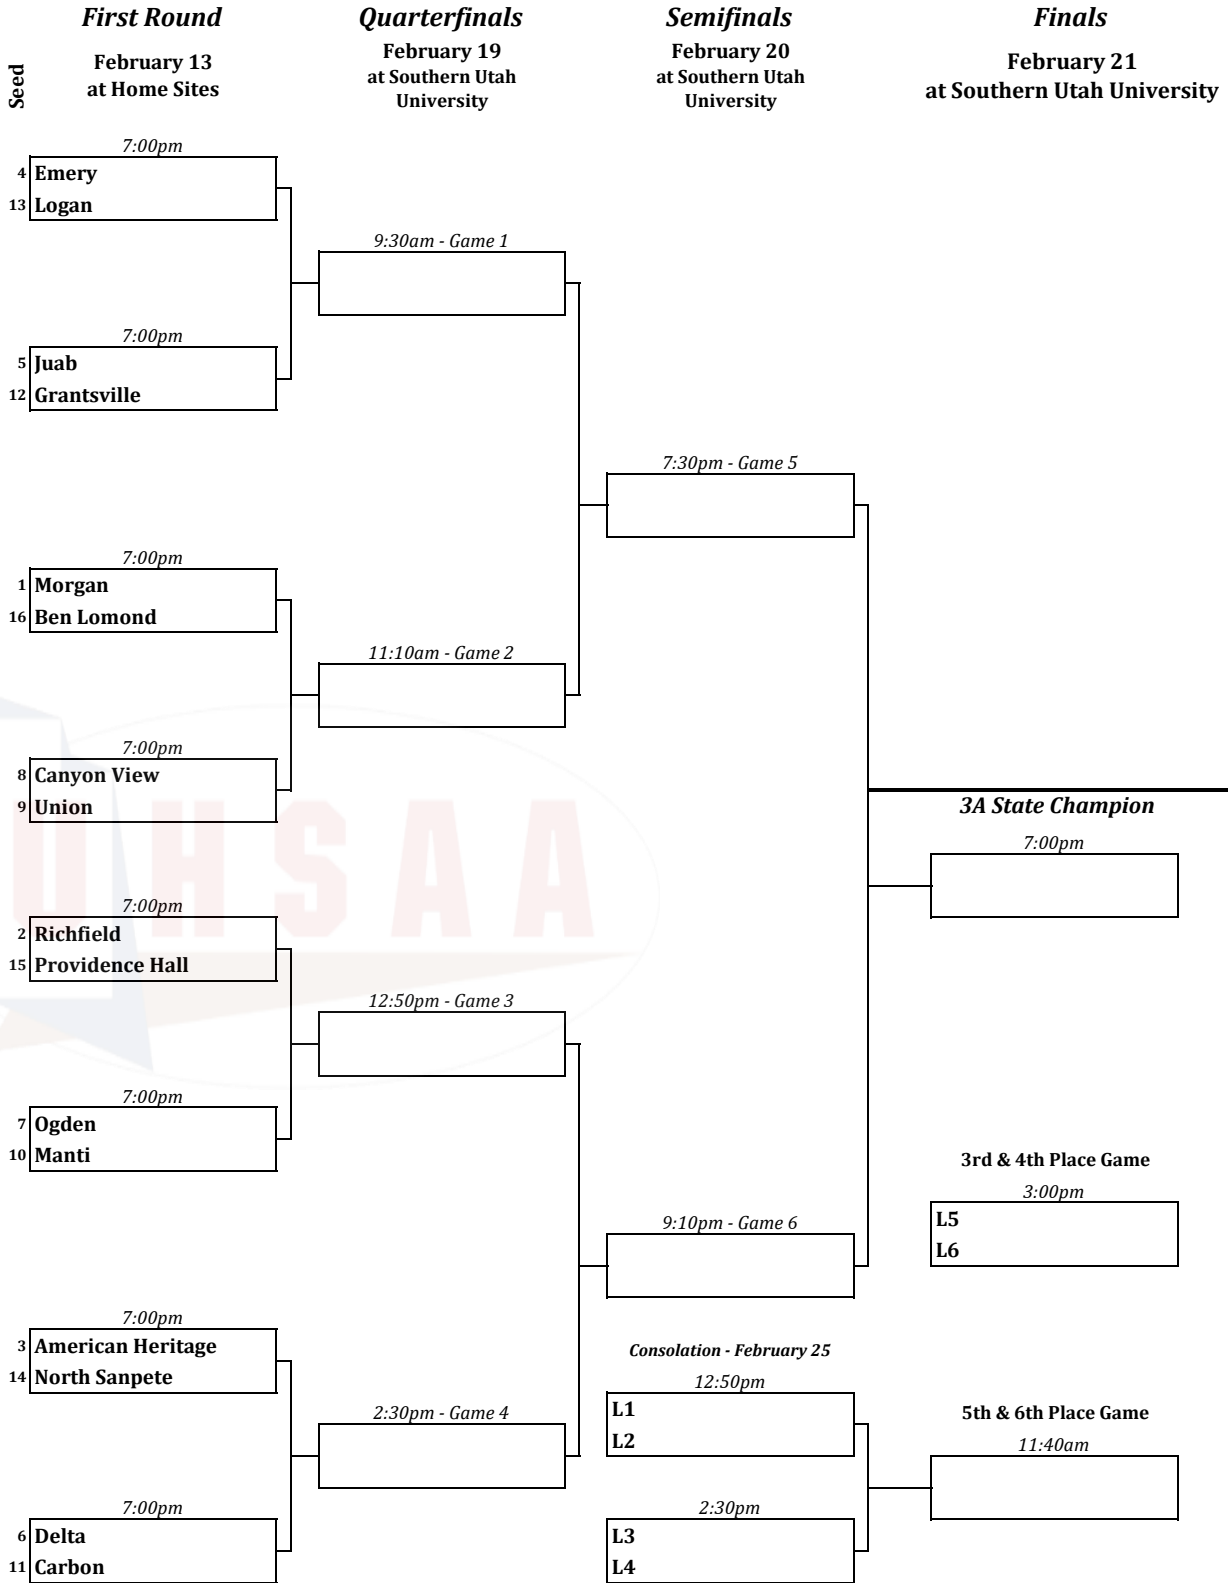 First Round
February 13
at Home Sites
Quarterfinals
February 19
at Southern Utah
University
Semifinals
February 20
at Southern Utah
University
Finals
February 21
at Southern Utah University
Seed
7:00pm
4 Emery
13 Logan
7:00pm
5 Juab
12 Grantsville
7:00pm
1 Morgan
16 Ben Lomond
7:00pm
8 Canyon View
9 Union
7:00pm
2 Richfield
15 Providence Hall
7:00pm
7 Ogden
10 Manti
7:00pm
3 American Heritage
14 North Sanpete
7:00pm
6 Delta
11 Carbon
9:30am - Game 1
11:10am - Game 2
12:50pm - Game 3
2:30pm - Game 4
7:30pm - Game 5
9:10pm - Game 6
Consolation - February 25
12:50pm
L1
L2
2:30pm
L3
L4
3A State Champion
7:00pm
3rd & 4th Place Game
3:00pm
L5
L6
5th & 6th Place Game
11:40am
UHSAA